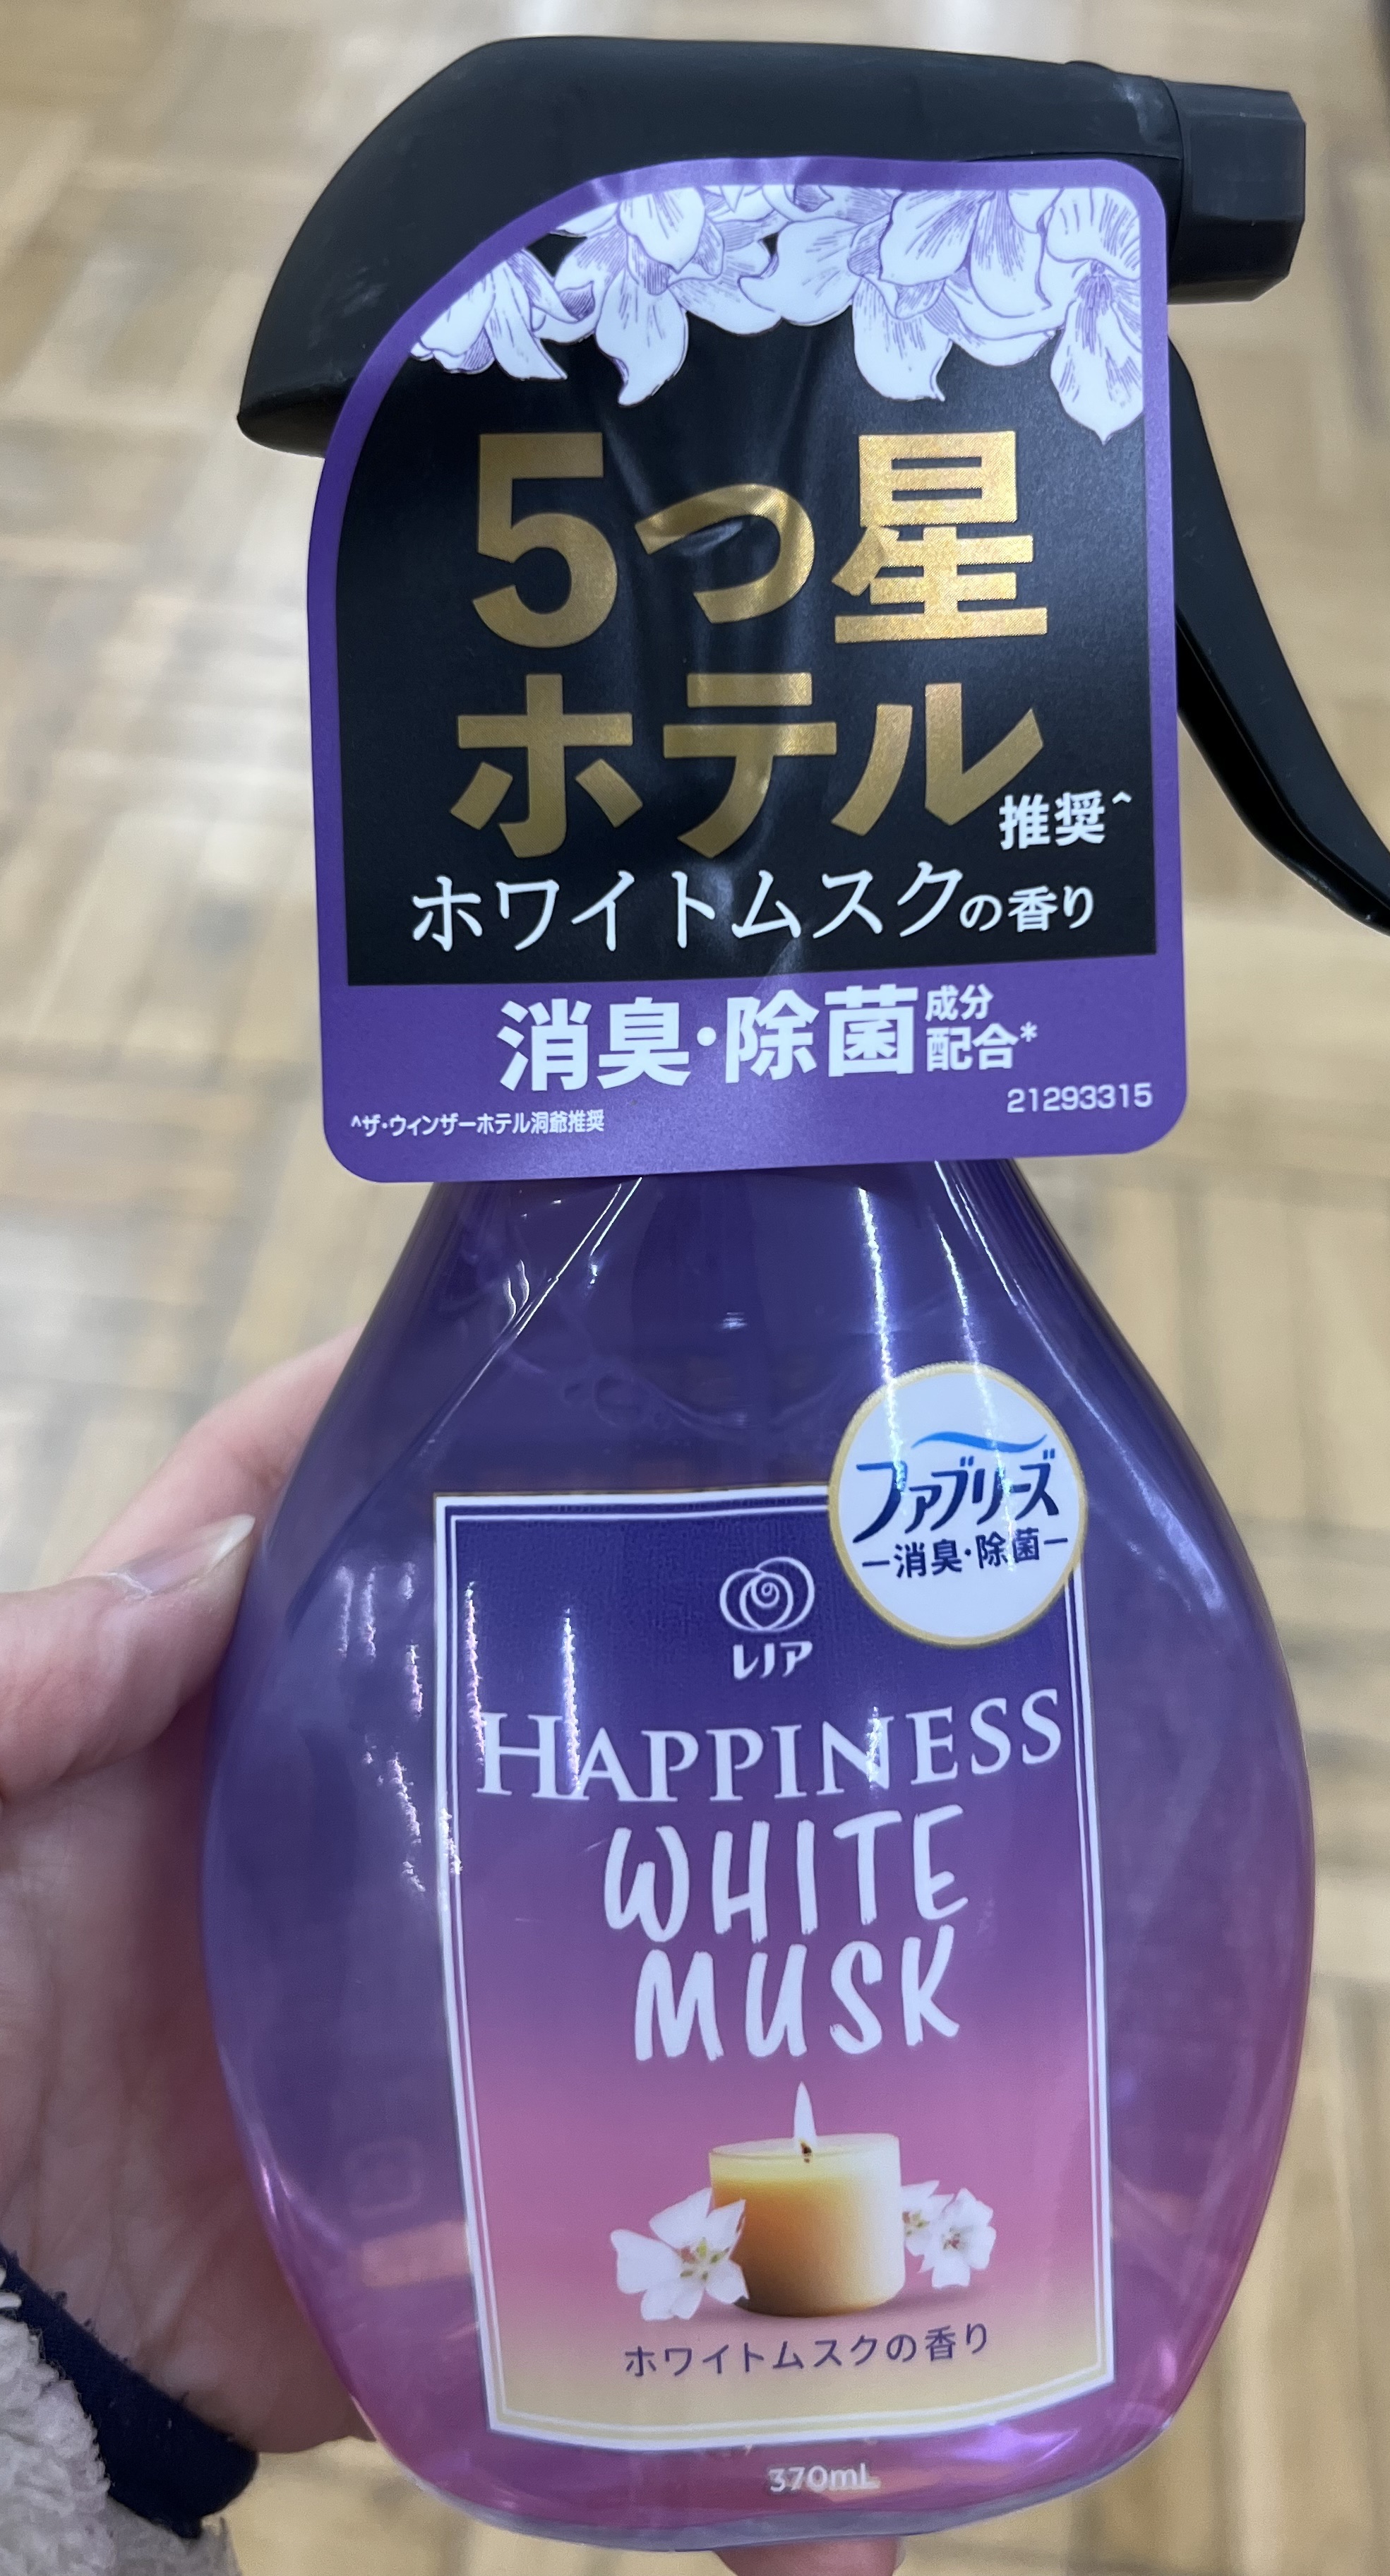 5つ星
ホテル推奨^
ホワイトムスクの香り
消臭・除菌成分配合*
21293315
^ザ・ウィンザーホテル洞爺推奨
ファブリーズ
ー消臭・除菌ー
レノア
HAPPINESS
WHITE
MUSK
ホワイトムスクの香り
370mL